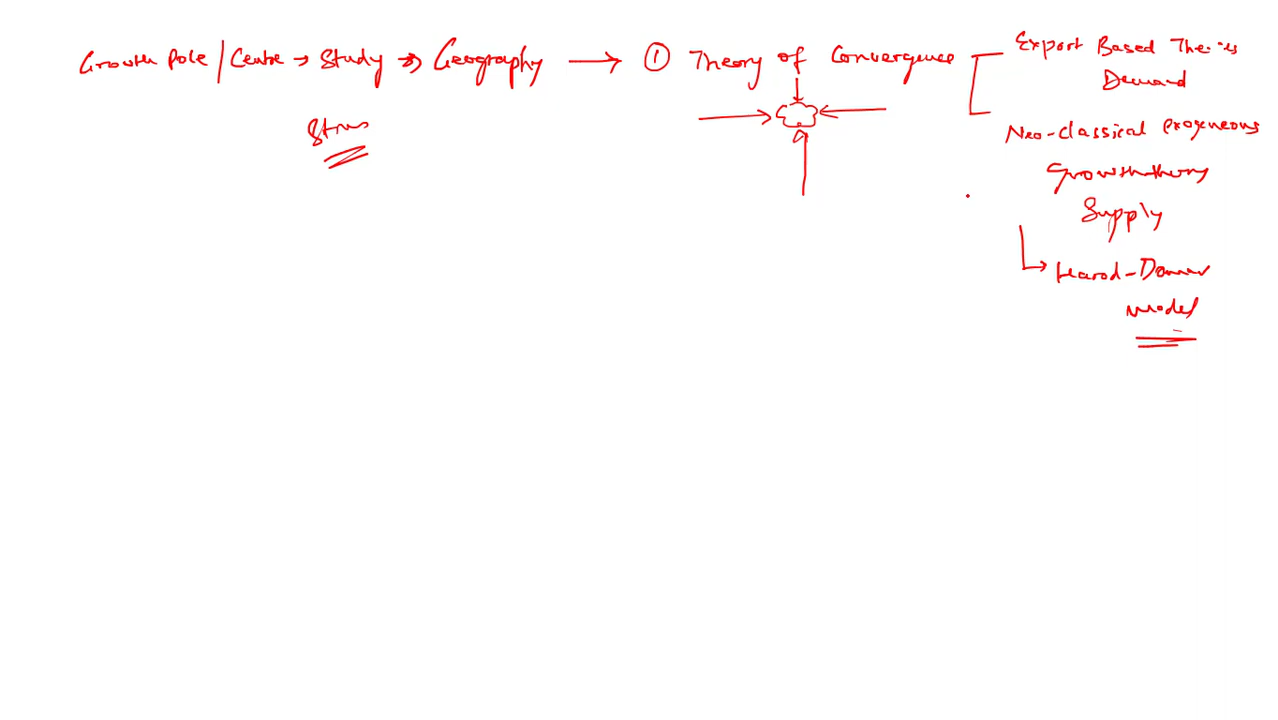 Growth Pole / Centre → Study → Geography → ① Theory of Convergence
Export Based Theories
Demand
Neo-classical exogeneous
Growth theory
Supply
Harod-Domar
model